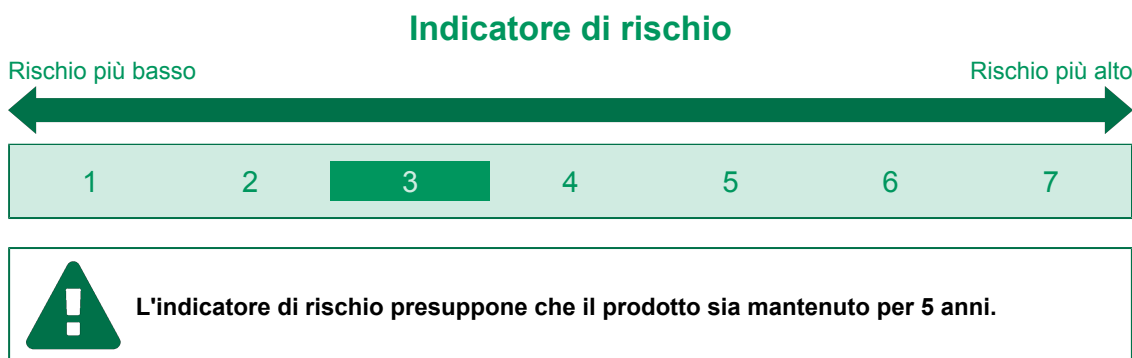 Indicatore di rischio
Rischio più basso Rischio più alto
1 2 3 4 5 6 7
L'indicatore di rischio presuppone che il prodotto sia mantenuto per 5 anni.